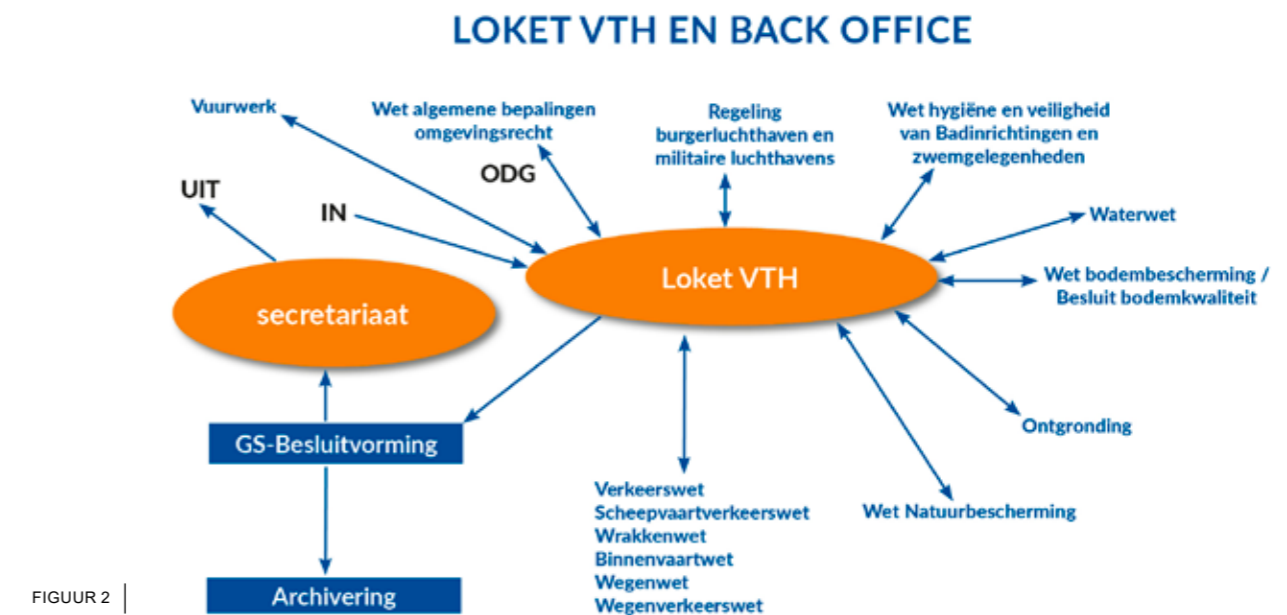 LOKET VTH EN BACK OFFICE
Vuurwerk
Wet algemene bepalingen
omgevingsrecht
Regeling
burgerluchthaven en
militaire luchthavens
Wet hygiëne en veiligheid
van Badinrichtingen en
zwemgelegenheden
ODG
UIT
IN
Waterwet
Loket VTH
Wet bodembescherming /
Besluit bodemkwaliteit
secretariaat
Ontgronding
GS-Besluitvorming
Verkeerswet
Scheepvaartverkeerswet
Wrakkenwet
Binnenvaartwet
Wegenwet
Wegenverkeerswet
Wet Natuurbescherming
Archivering
FIGUUR 2